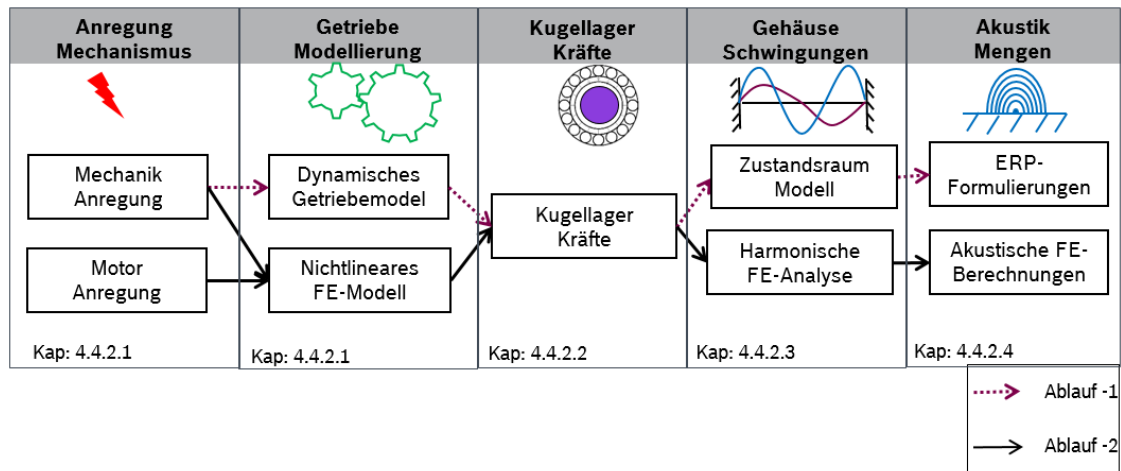 Anregung
Mechanismus
Getriebe
Modellierung
Kugellager
Kräfte
Gehäuse
Schwingungen
Akustik
Mengen
Mechanik
Anregung
Motor
Anregung
Kap: 4.4.2.1
Dynamisches
Getriebemodel
Nichtlineares
FE-Modell
Kap: 4.4.2.1
Kugellager
Kräfte
Kap: 4.4.2.2
Zustandsraum
Modell
Harmonische
FE-Analyse
Kap: 4.4.2.3
ERP-
Formulierungen
Akustische FE-
Berechnungen
Kap: 4.4.2.4
Ablauf -1
Ablauf -2